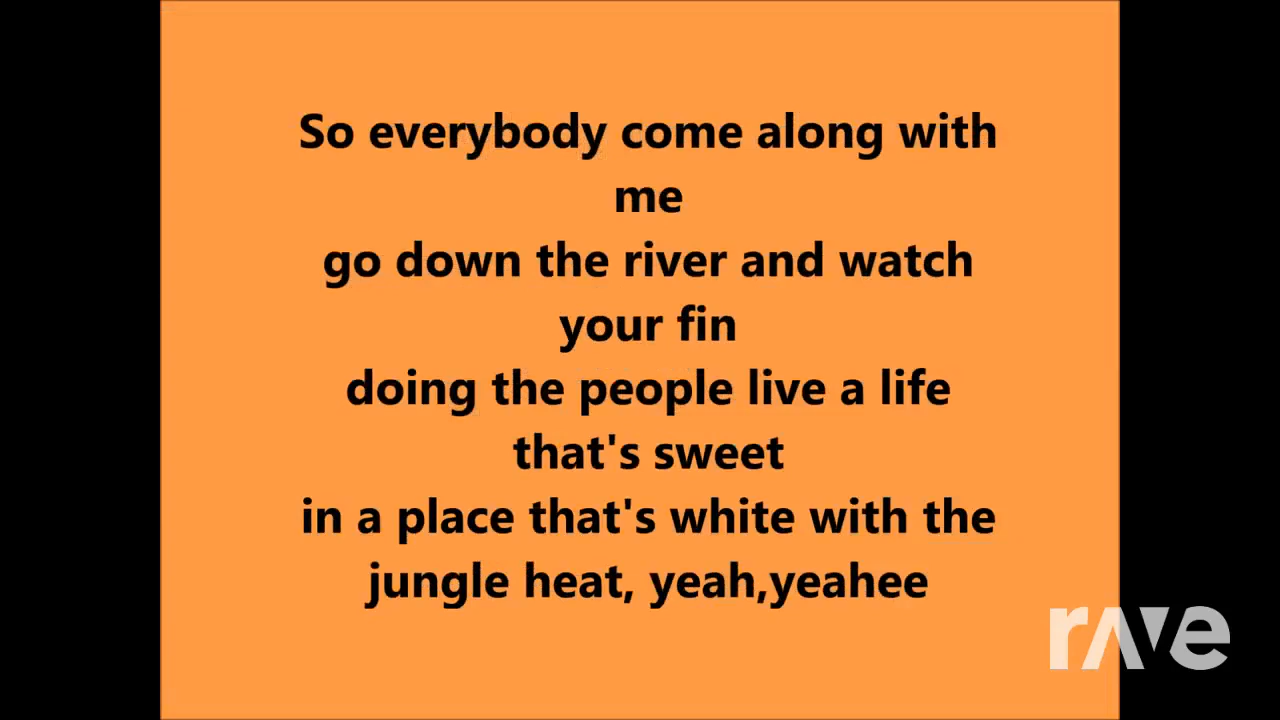 So everybody come along with
me
go down the river and watch
your fin
doing the people live a life
that's sweet
in a place that's white with the
jungle heat, yeah,yeahee
rave